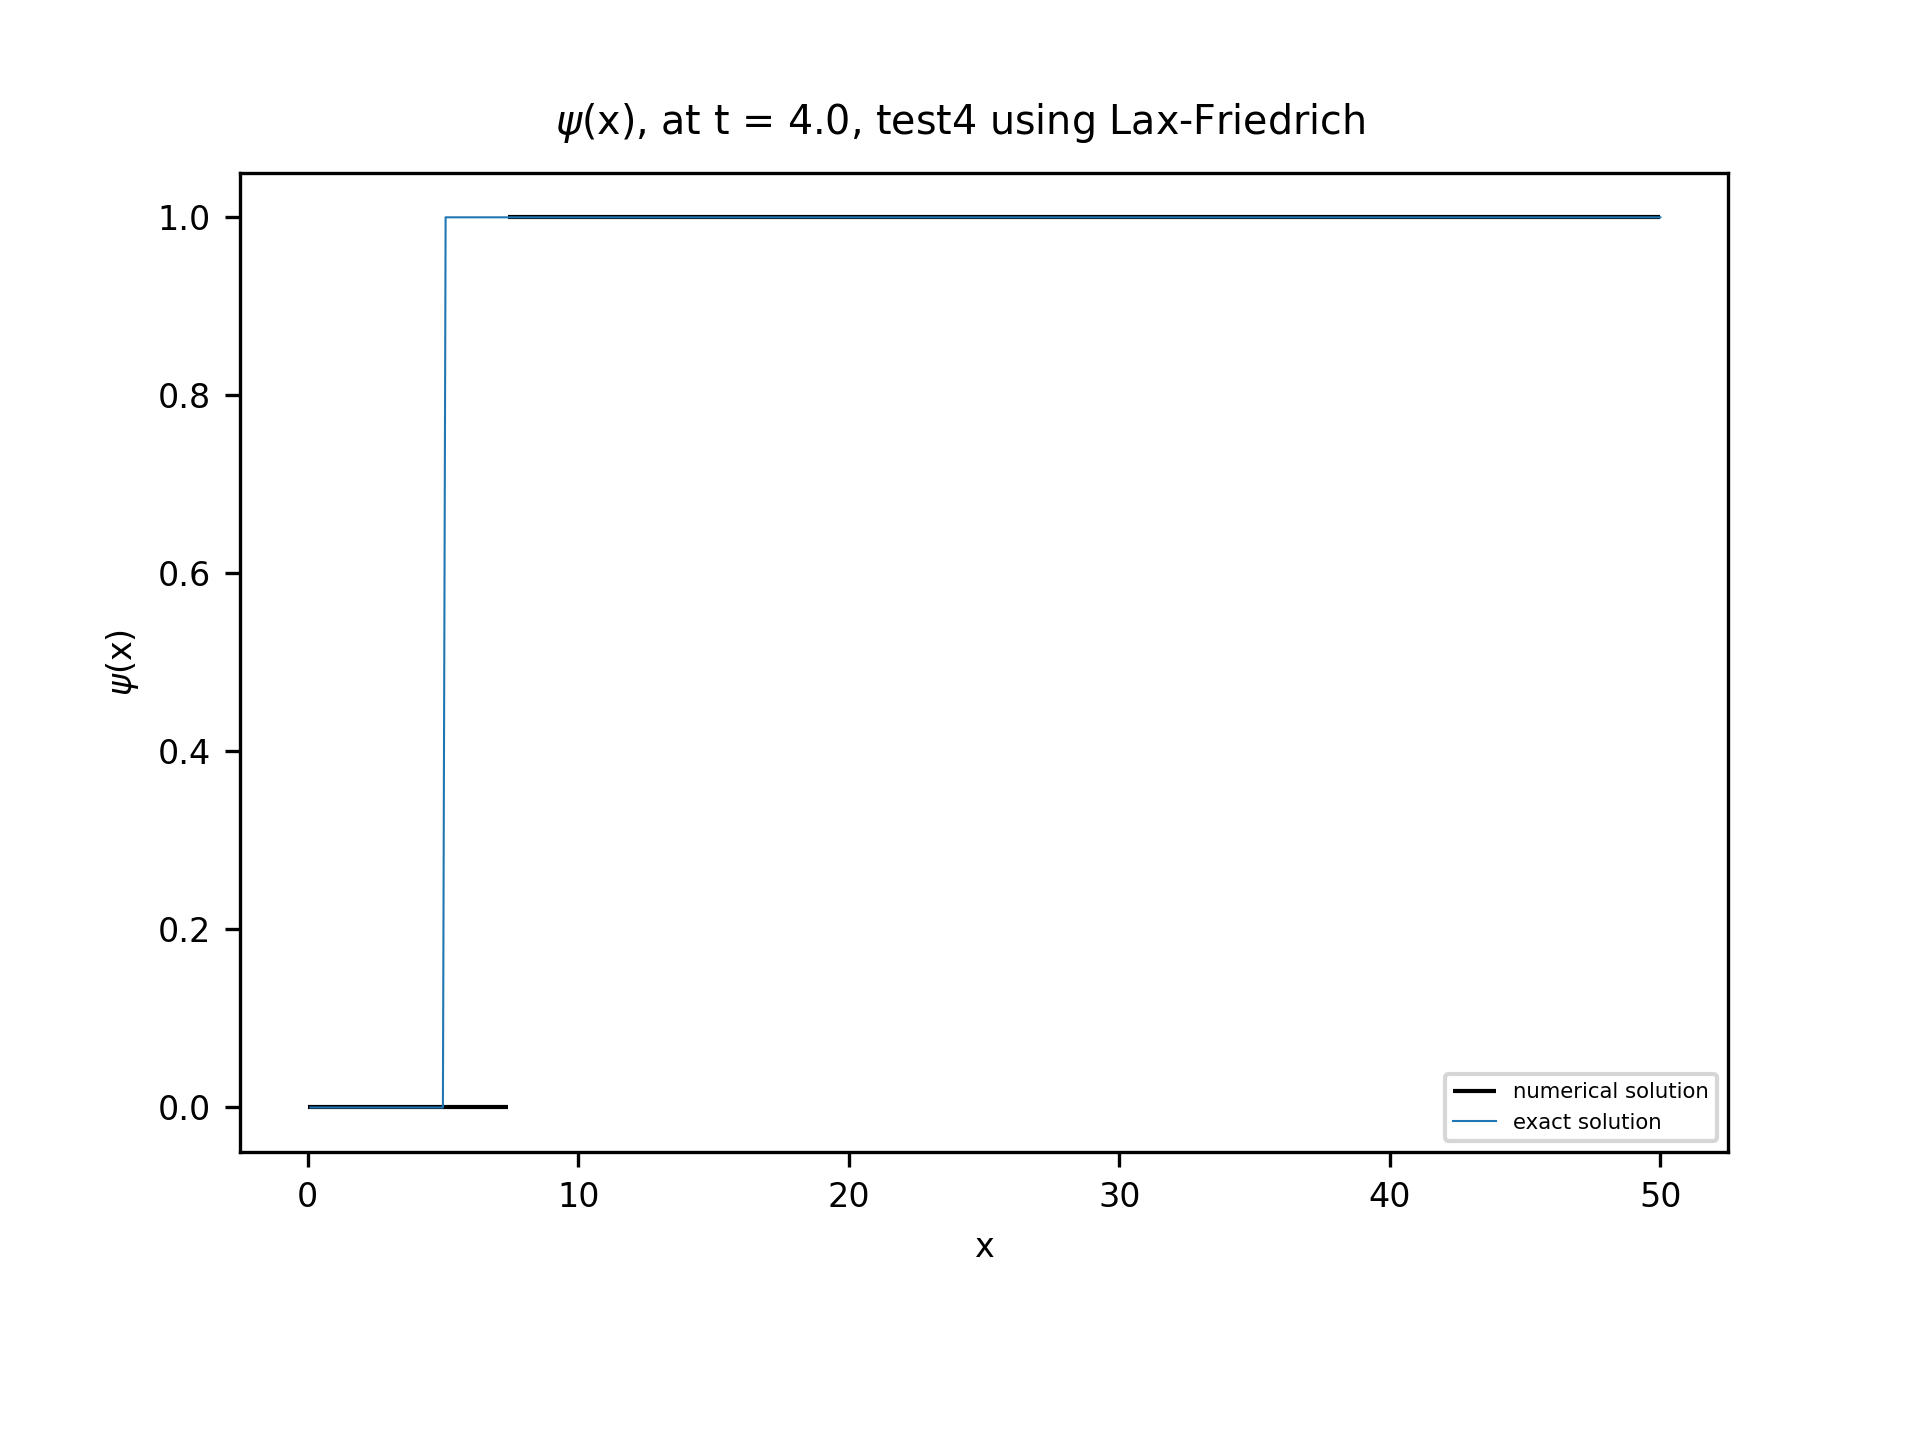 ψ(x), at t = 4.0, test4 using Lax-Friedrich
1.0
0.8
0.6
0.4
0.2
0.0
ψ(x)
numerical solution
exact solution
0 10 20 30 40 50
x